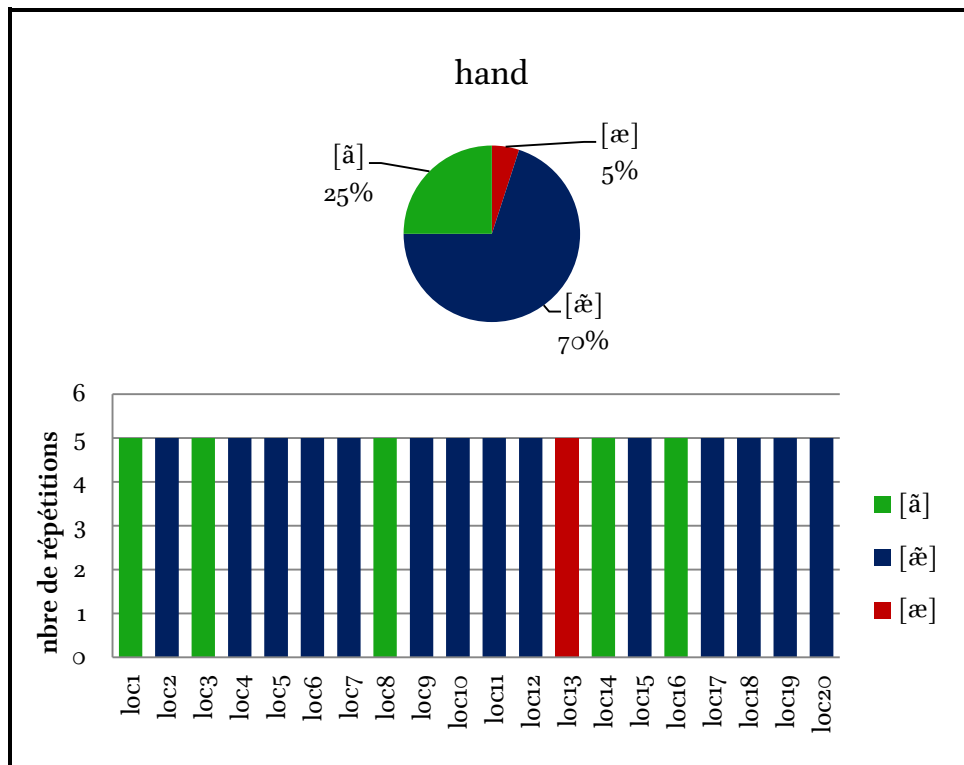 hand
[ã]
25%
[æ]
5%
[æ̃]
70%
nbre de répétitions
6
5
4
3
2
1
0
loc1
loc2
loc3
loc4
loc5
loc6
loc7
loc8
loc9
loc10
loc11
loc12
loc13
loc14
loc15
loc16
loc17
loc18
loc19
loc20
[ã]
[æ̃]
[æ]